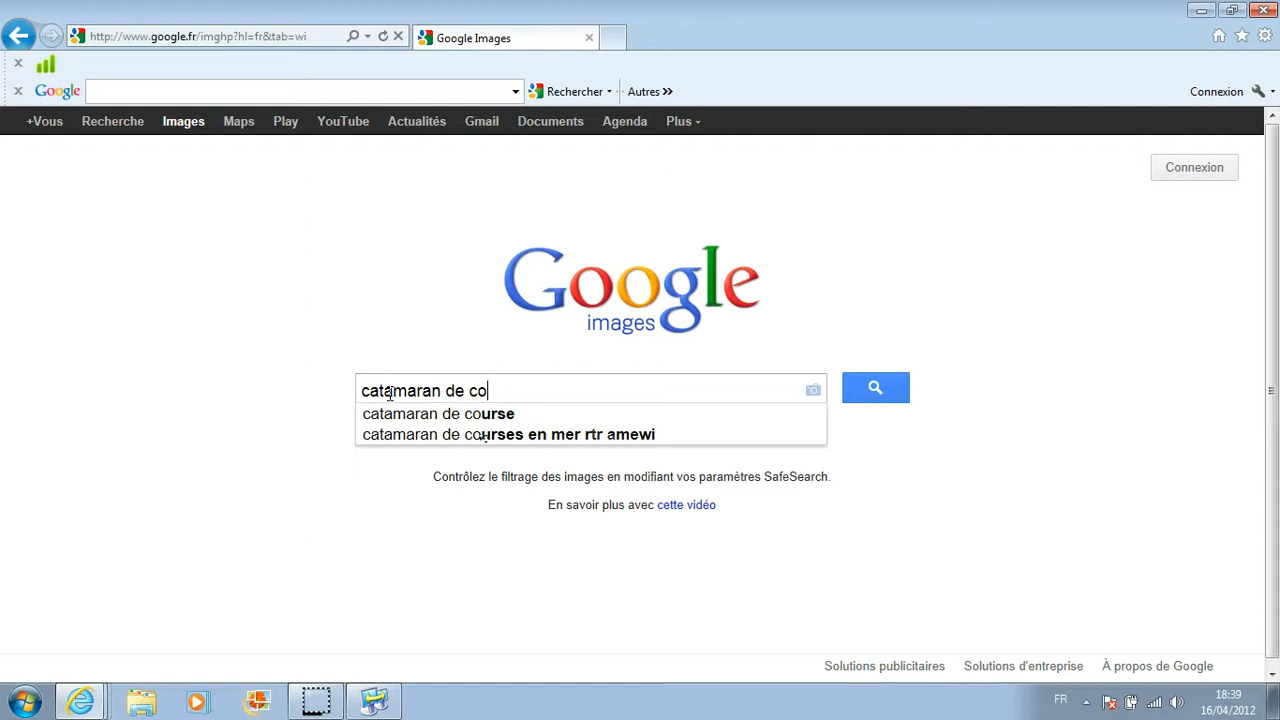 http://www.google.fr/imghp?hl=fr&tab=wi
Google Images
Google
Rechercher
Autres
Connexion
+Vous Recherche Images Maps Play YouTube Actualités Gmail Documents Agenda Plus
Connexion
Google
images
catamaran de co
catamaran de course
catamaran de courses en mer rtr amewi
Contrôlez le filtrage des images en modifiant vos paramètres SafeSearch.
En savoir plus avec cette vidéo
Solutions publicitaires Solutions d'entreprise À propos de Google
FR
18:39
16/04/2012